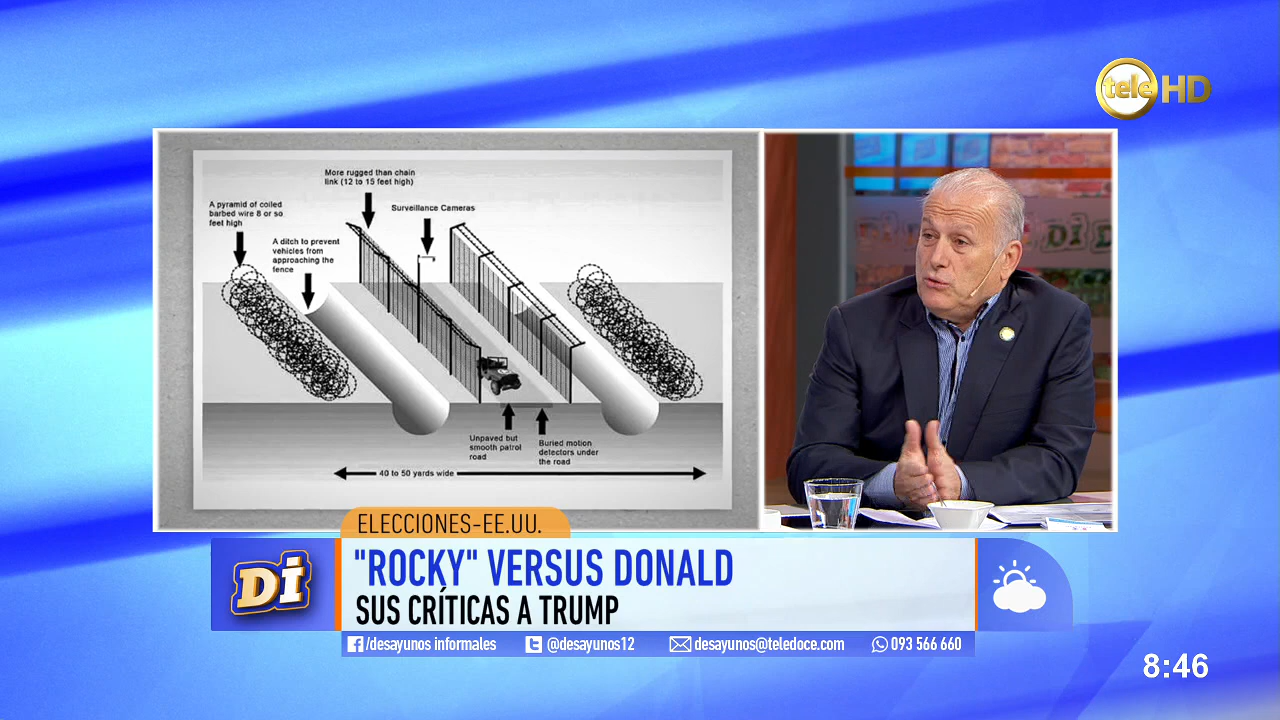 tele HD
More rugged than chain
link (12 to 15 feet high)
A pyramid of coiled
barbed wire 8 or so
feet high
Surveillance Cameras
A ditch to prevent
vehicles from
approaching the
fence
Unpaved but
smooth patrol
road
Buried motion
detectors under
the road
40 to 50 yards wide
ELECCIONES-EE.UU.
DI
"ROCKY" VERSUS DONALD
SUS CRÍTICAS A TRUMP
/desayunos informales @desayunos12 desayunos@teledoce.com 093 566 660
8:46